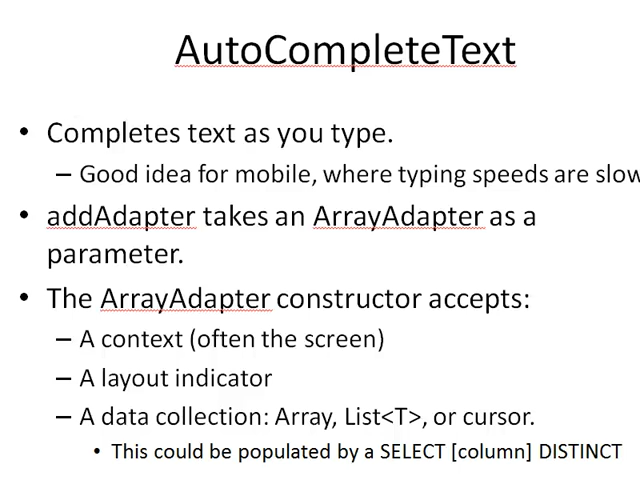 AutoCompleteText
• Completes text as you type.
– Good idea for mobile, where typing speeds are slow
• addAdapter takes an ArrayAdapter as a
parameter.
• The ArrayAdapter constructor accepts:
– A context (often the screen)
– A layout indicator
– A data collection: Array, List<T>, or cursor.
• This could be populated by a SELECT [column] DISTINCT